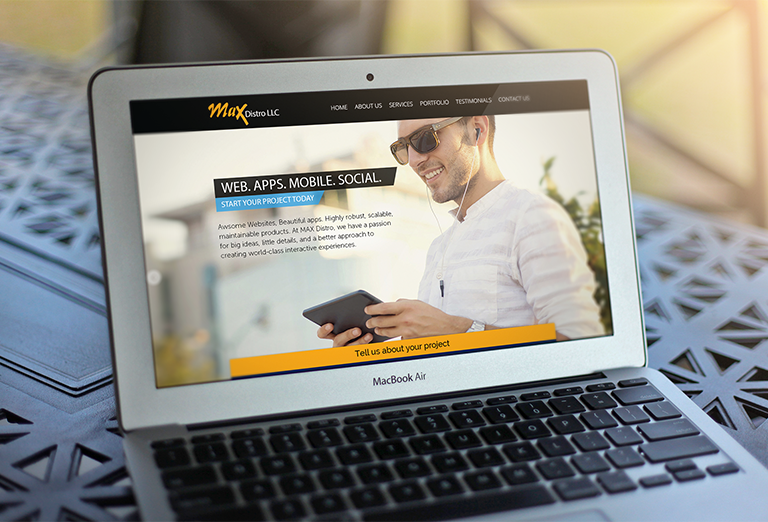 Max Distro LLC
HOME ABOUT US SERVICES PORTFOLIO TESTIMONIALS CONTACT US
WEB. APPS. MOBILE. SOCIAL.
START YOUR PROJECT TODAY
Awsome Websites, Beautiful apps. Highly robust, scalable,
maintainable products. At MAX Distro, we have a passion
for big ideas, little details, and a better approach to
creating world-class interactive experiences.
Tell us about your project
MacBook Air